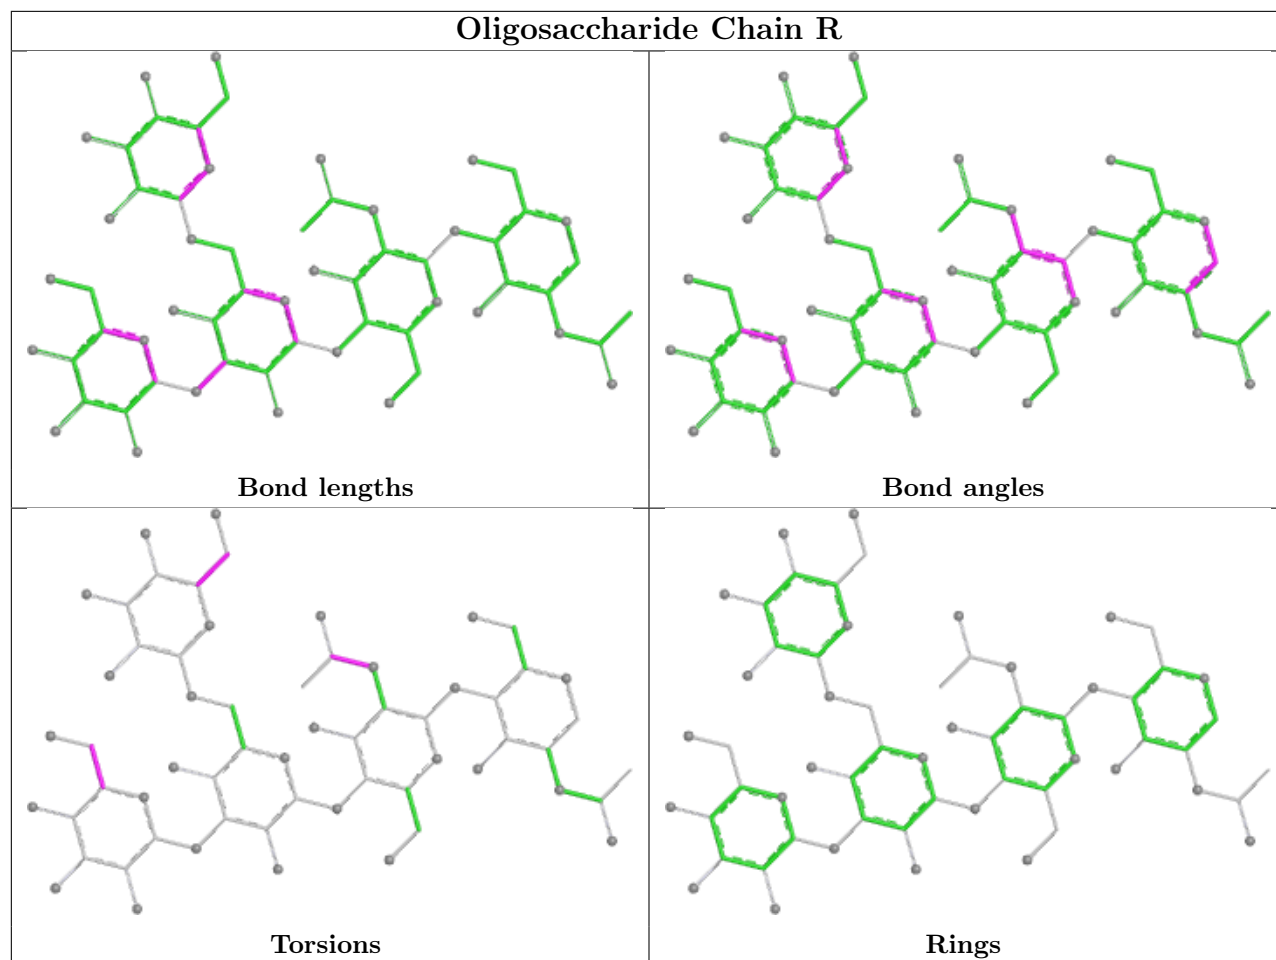 Oligosaccharide Chain R
Bond lengths
Bond angles
Torsions
Rings